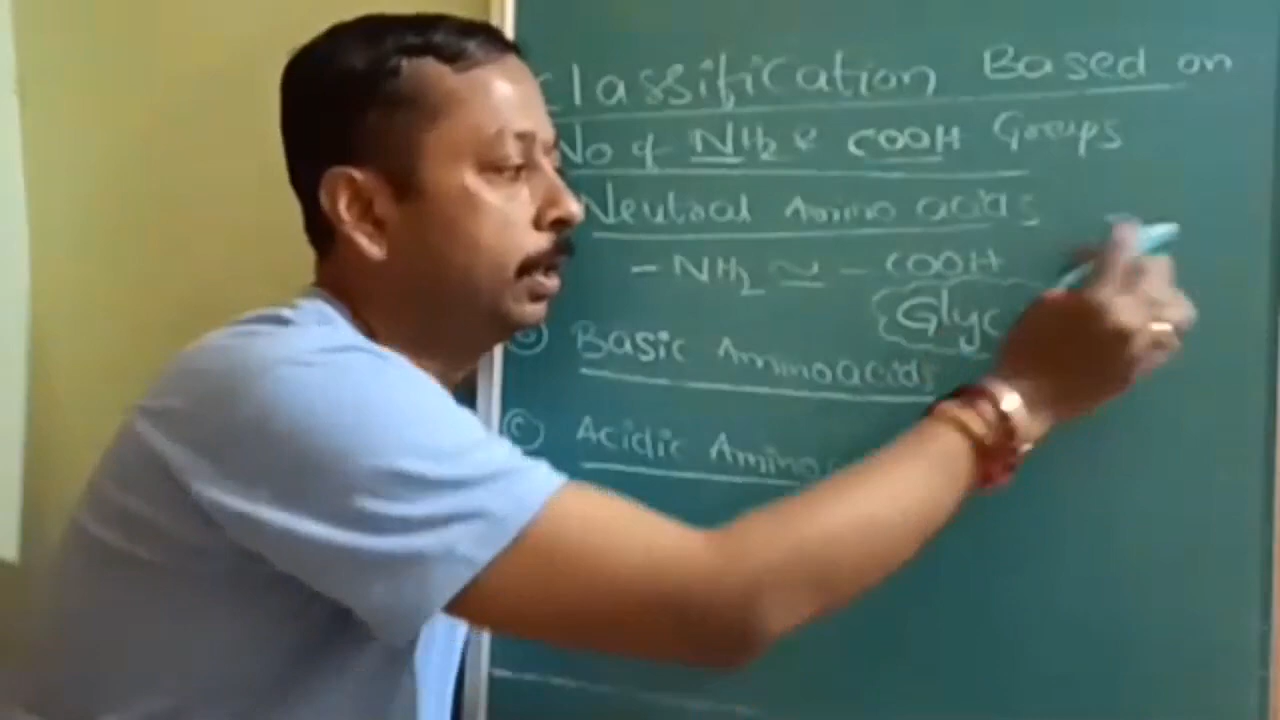 Classification Based on
No of NH2 & COOH Groups
Neutral Amino acids
- NH2 ≃ - COOH
Glyc
b Basic Aminoacids
c Acidic Amino